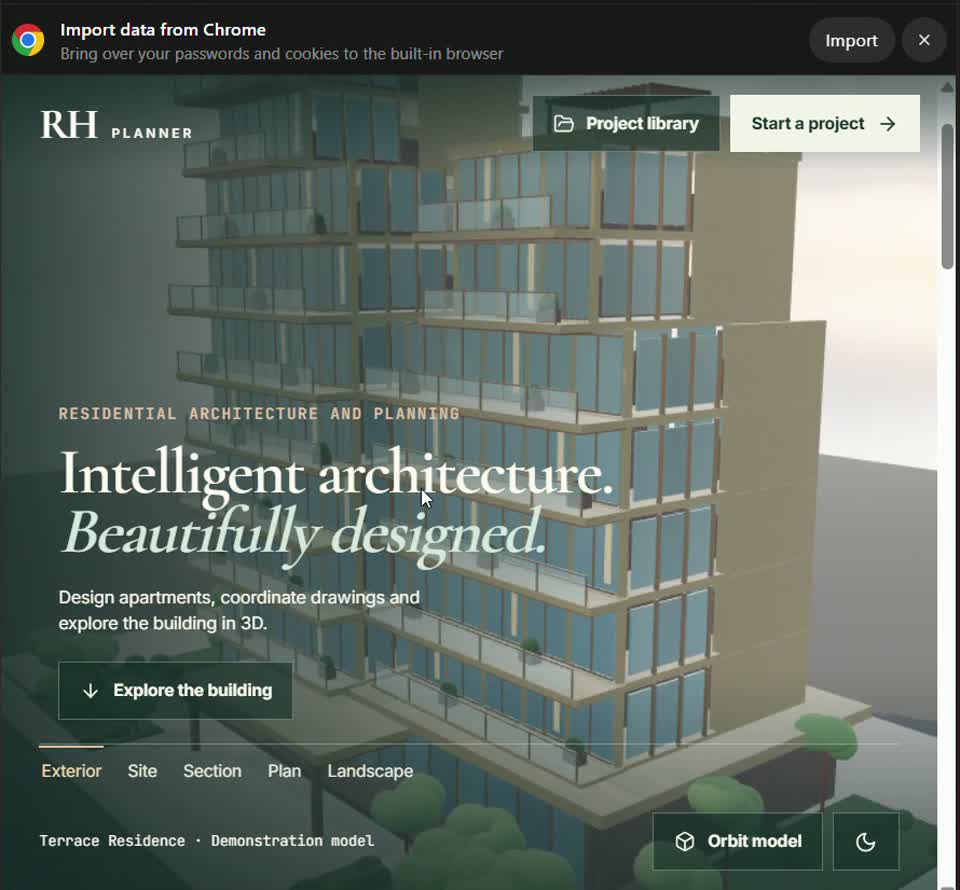 Import data from Chrome
Bring over your passwords and cookies to the built-in browser
Import
RH PLANNER
Project library
Start a project
RESIDENTIAL ARCHITECTURE AND PLANNING
Intelligent architecture.
Beautifully designed.
Design apartments, coordinate drawings and
explore the building in 3D.
Explore the building
Exterior Site Section Plan Landscape
Terrace Residence · Demonstration model
Orbit model